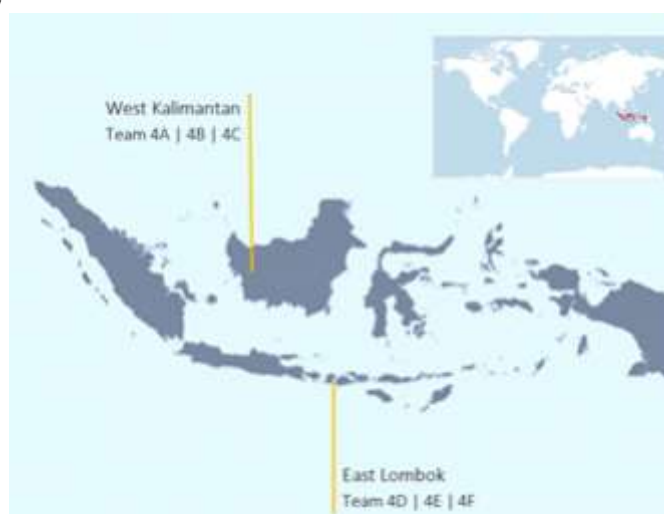 West Kalimantan
Team 4A | 4B | 4C
East Lombok
Team 4D | 4E | 4F